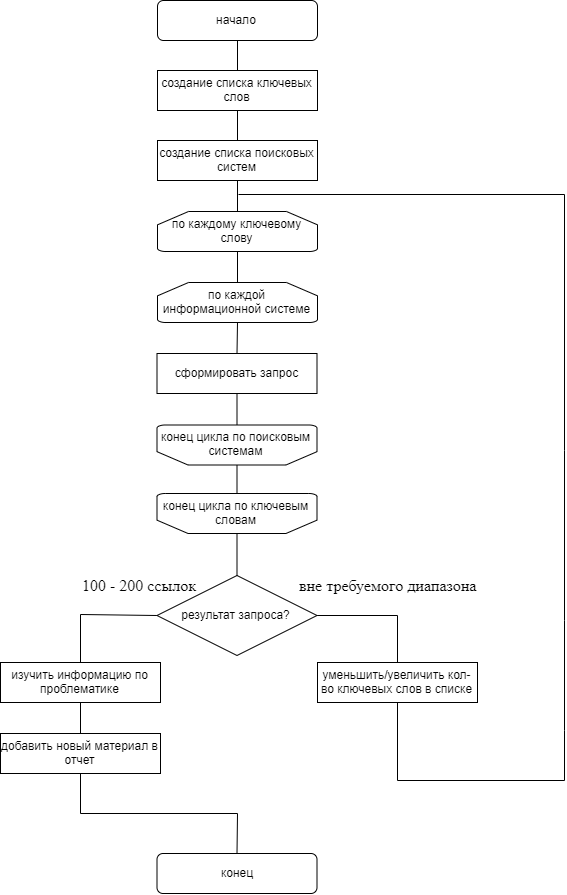 начало
создание списка ключевых
слов
создание списка поисковых
систем
по каждому ключевому
слову
по каждой
информационной системе
сформировать запрос
конец цикла по поисковым
системам
конец цикла по ключевым
словам
100 - 200 ссылок
вне требуемого диапазона
результат запроса?
изучить информацию по
проблематике
уменьшить/увеличить кол-
во ключевых слов в списке
добавить новый материал в
отчет
конец